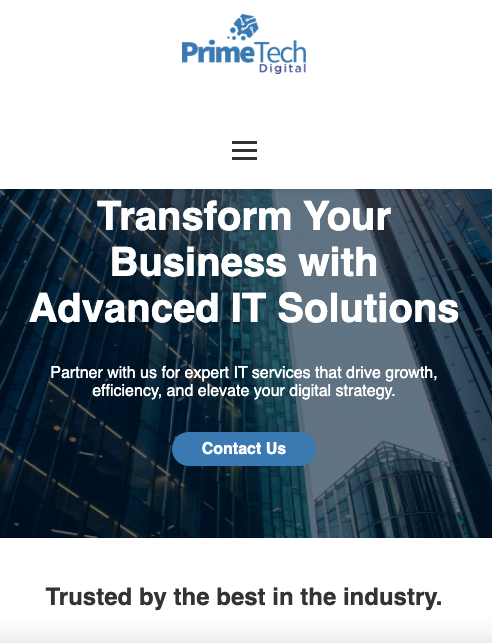 PrimeTech
Digital
Transform Your
Business with
Advanced IT Solutions
Partner with us for expert IT services that drive growth,
efficiency, and elevate your digital strategy.
Contact Us
Trusted by the best in the industry.